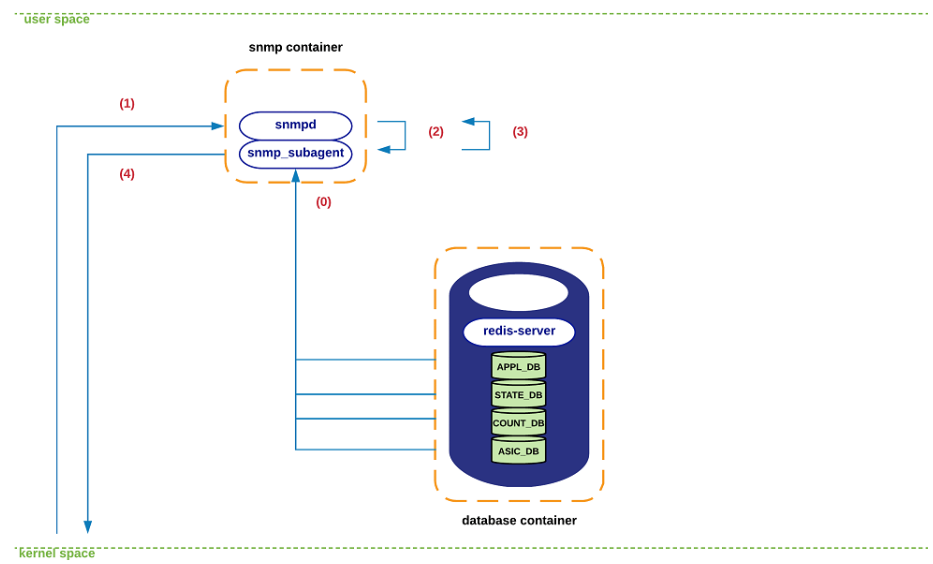 user space
snmp container
(1)
snmpd
(2)
(3)
snmp_subagent
(4)
(0)
redis-server
APPL_DB
STATE_DB
COUNT_DB
ASIC_DB
database container
kernel space